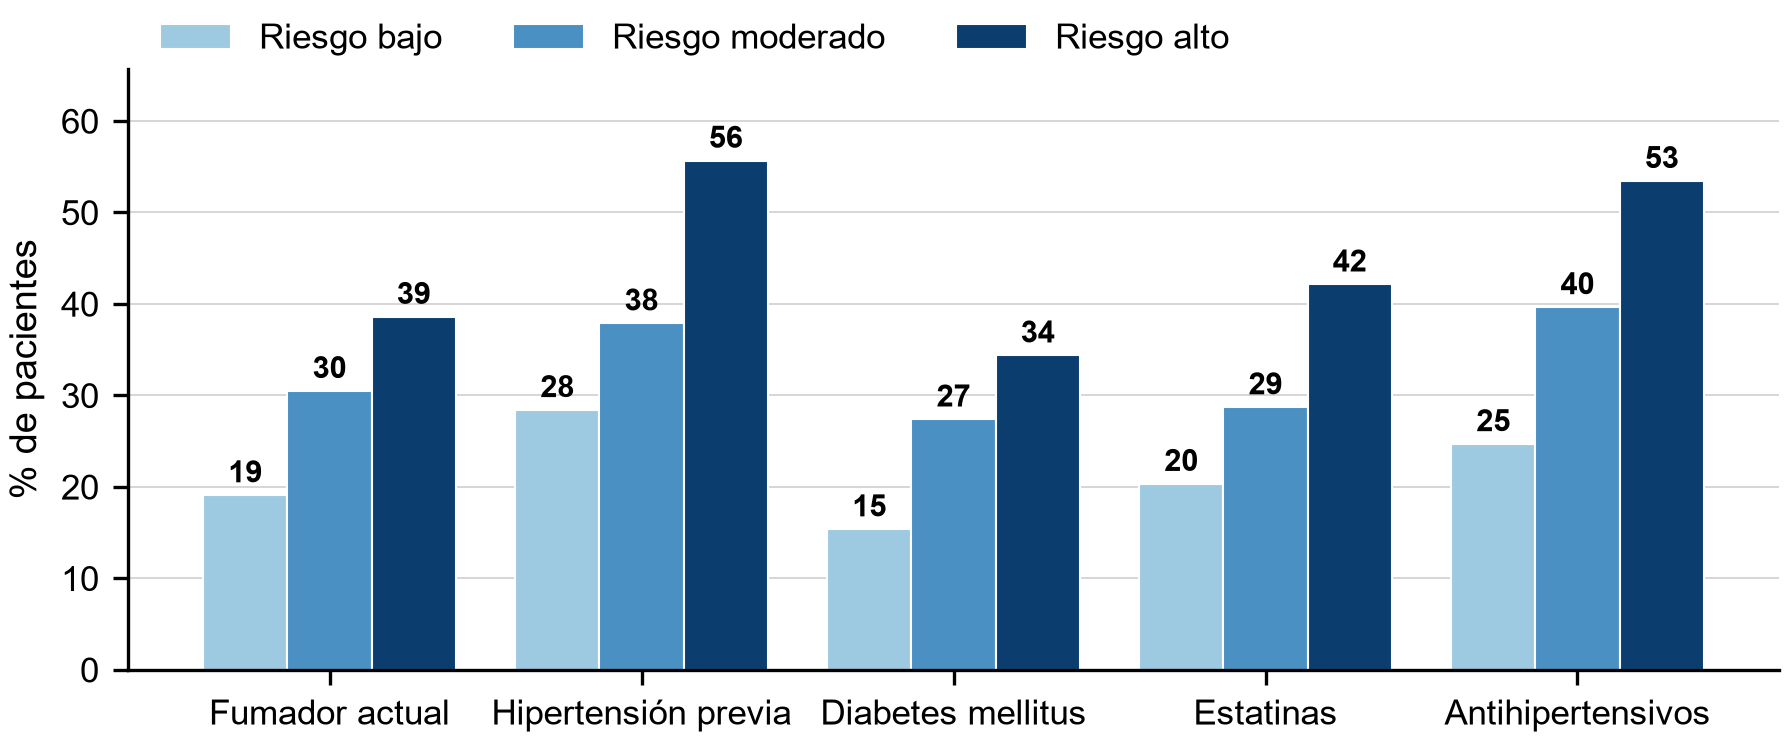 Riesgo bajo Riesgo moderado Riesgo alto
% de pacientes
60
50
40
30
20
10
0
19 30 39
28 38 56
15 27 34
20 29 42
25 40 53
Fumador actual Hipertensión previa Diabetes mellitus Estatinas Antihipertensivos